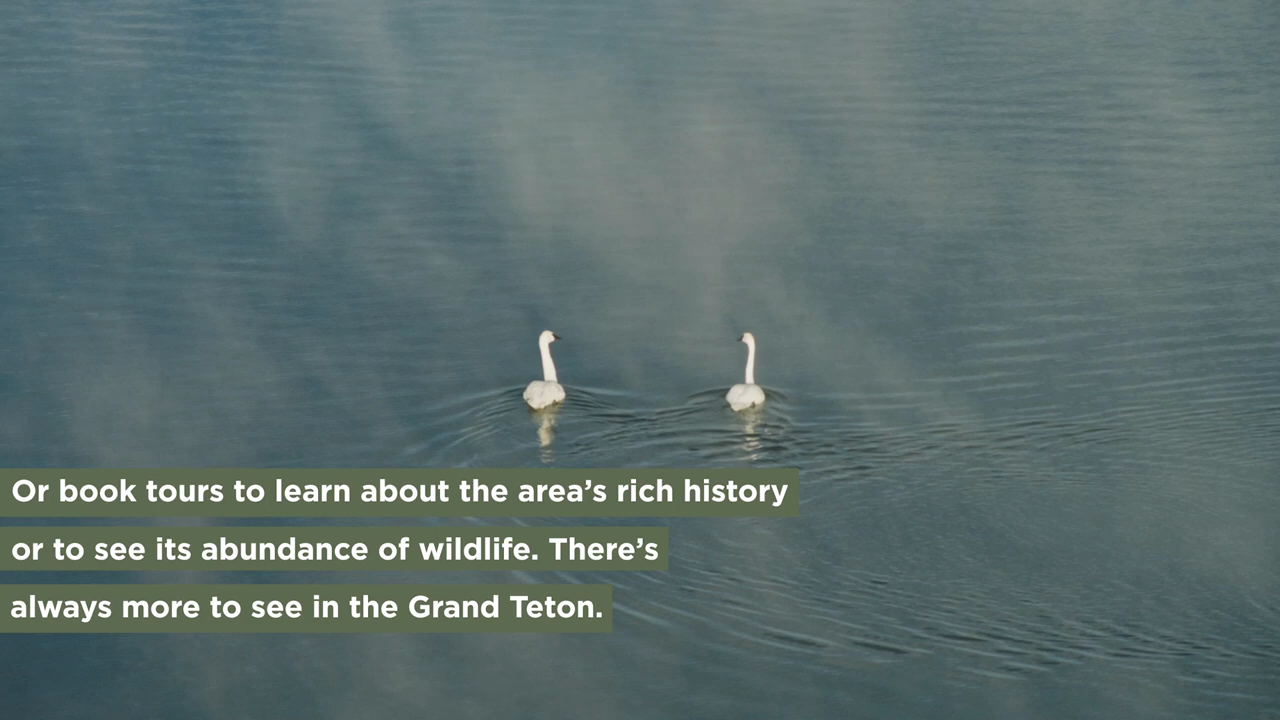 Or book tours to learn about the area’s rich history
or to see its abundance of wildlife. There’s
always more to see in the Grand Teton.